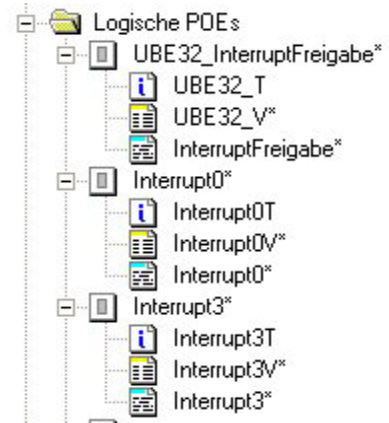 Logische POEs
UBE32_InterruptFreigabe*
UBE32_T
UBE32_V*
InterruptFreigabe*
Interrupt0*
Interrupt0T
Interrupt0V*
Interrupt0*
Interrupt3*
Interrupt3T
Interrupt3V*
Interrupt3*